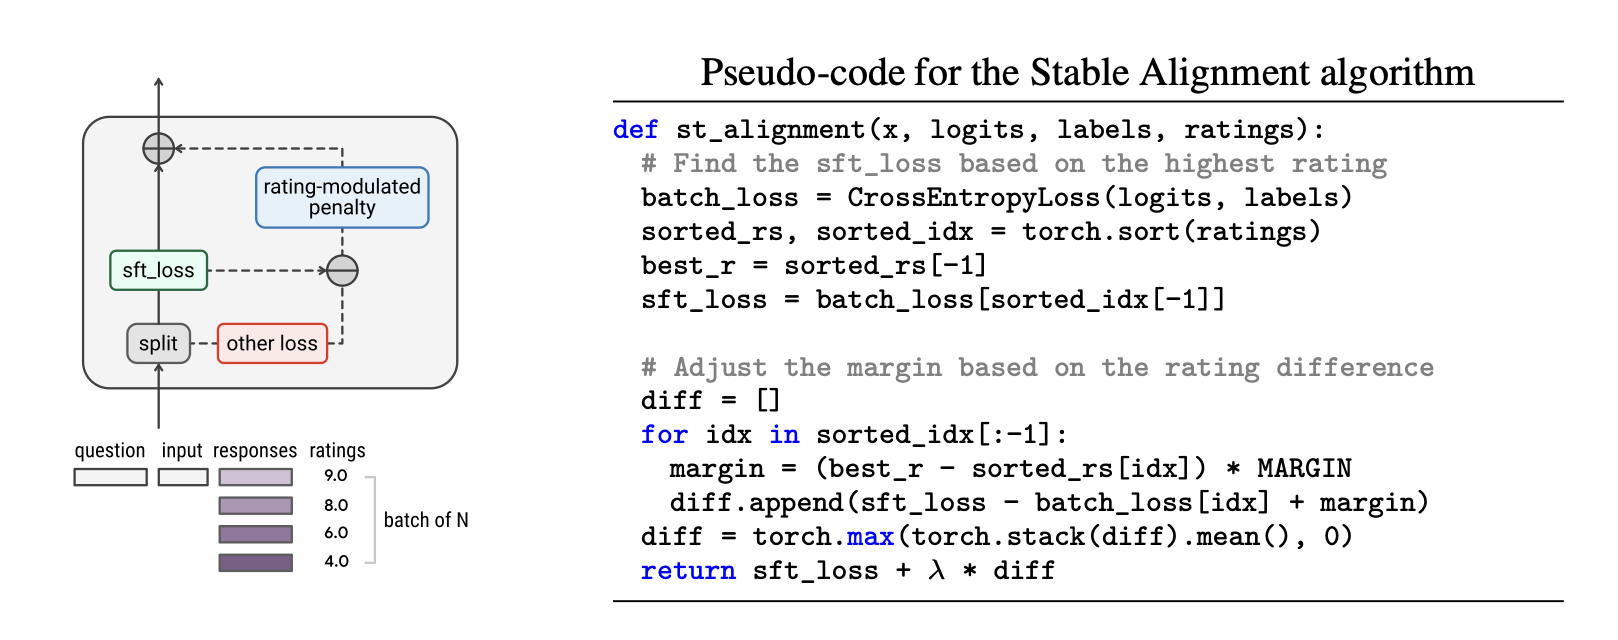 rating-modulated
penalty
sft_loss
split
other loss
question input responses ratings
9.0
8.0
6.0
4.0
batch of N
Pseudo-code for the Stable Alignment algorithm
def st_alignment(x, logits, labels, ratings):
# Find the sft_loss based on the highest rating
batch_loss = CrossEntropyLoss(logits, labels)
sorted_rs, sorted_idx = torch.sort(ratings)
best_r = sorted_rs[-1]
sft_loss = batch_loss[sorted_idx[-1]]
# Adjust the margin based on the rating difference
diff = []
for idx in sorted_idx[:-1]:
margin = (best_r - sorted_rs[idx]) * MARGIN
diff.append(sft_loss - batch_loss[idx] + margin)
diff = torch.max(torch.stack(diff).mean(), 0)
return sft_loss + λ * diff